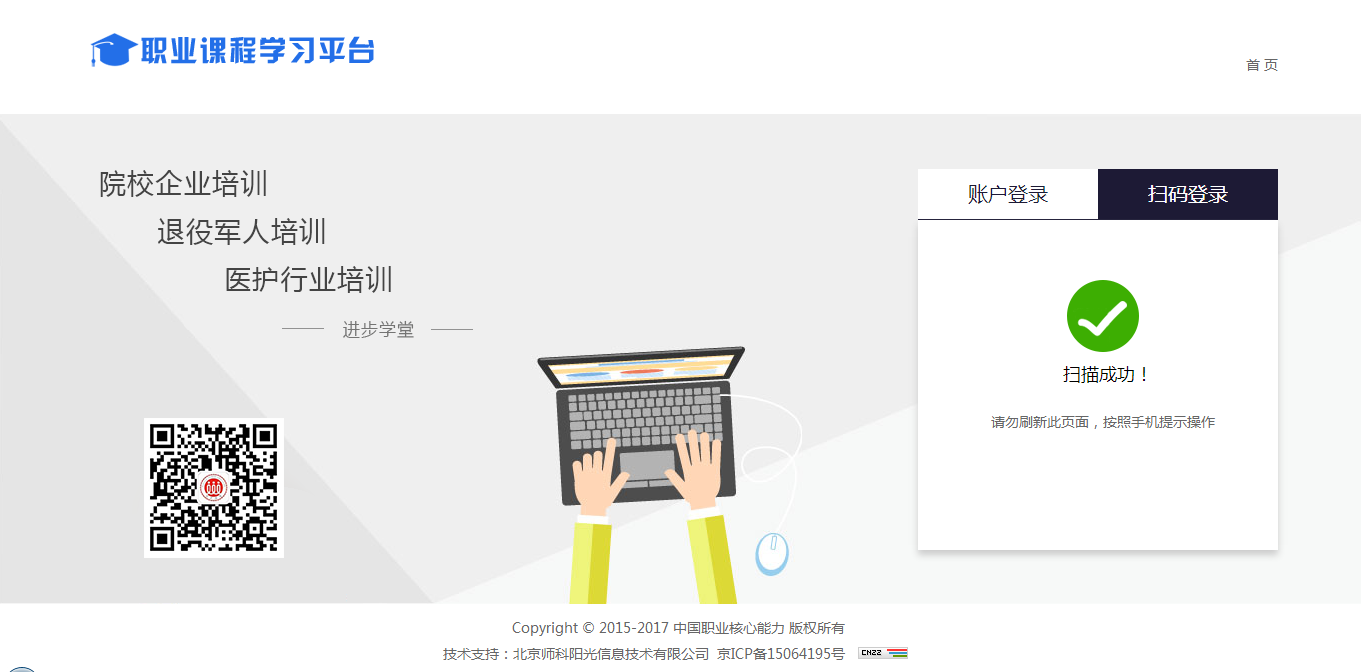 职业课程学习平台
首 页
院校企业培训
退役军人培训
医护行业培训
进步学堂
账户登录
扫码登录
扫描成功！
请勿刷新此页面，按照手机提示操作
Copyright © 2015-2017 中国职业核心能力 版权所有
技术支持：北京师科阳光信息技术有限公司 京ICP备15064195号 CNZZ